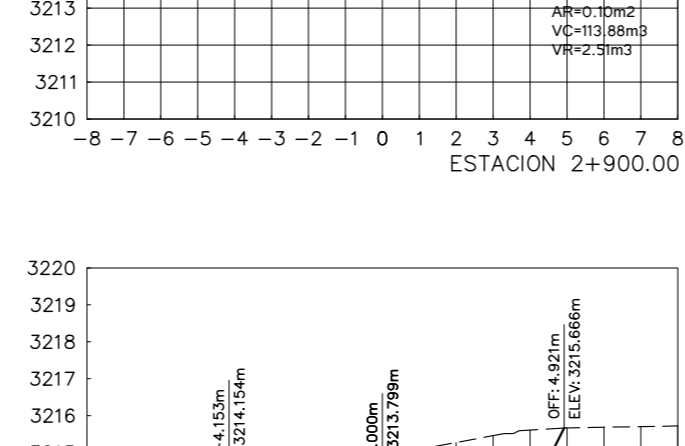 3213
AR=0.10m2
3212
VC=113.88m3
VR=2.51m3
3211
3210
-8 -7 -6 -5 -4 -3 -2 -1 0 1 2 3 4 5 6 7 8
ESTACION 2+900.00
3220
3219
3218
3217
3216
-4.153m
3214.154m
.000m
3213.799m
OFF: 4.921m
ELEV: 3215.666m